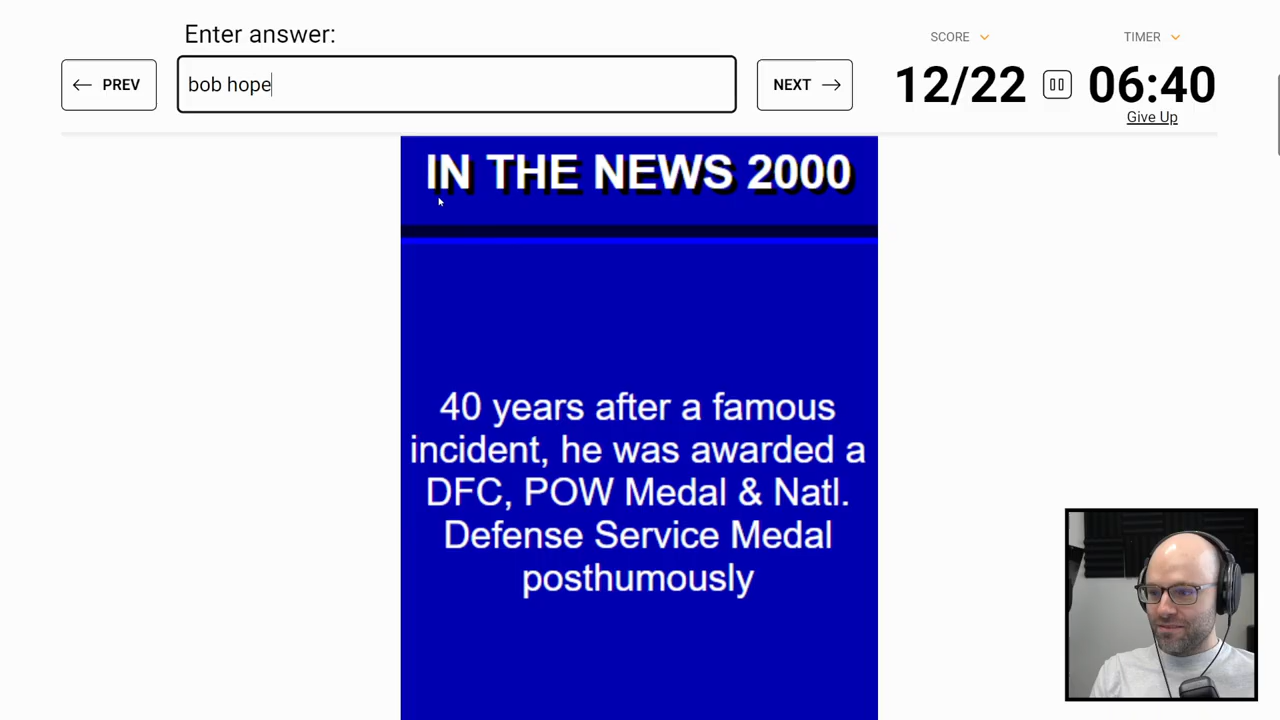 Enter answer:
SCORE
TIMER
← PREV
bob hope
NEXT →
12/22
06:40
Give Up
IN THE NEWS 2000
40 years after a famous
incident, he was awarded a
DFC, POW Medal & Natl.
Defense Service Medal
posthumously